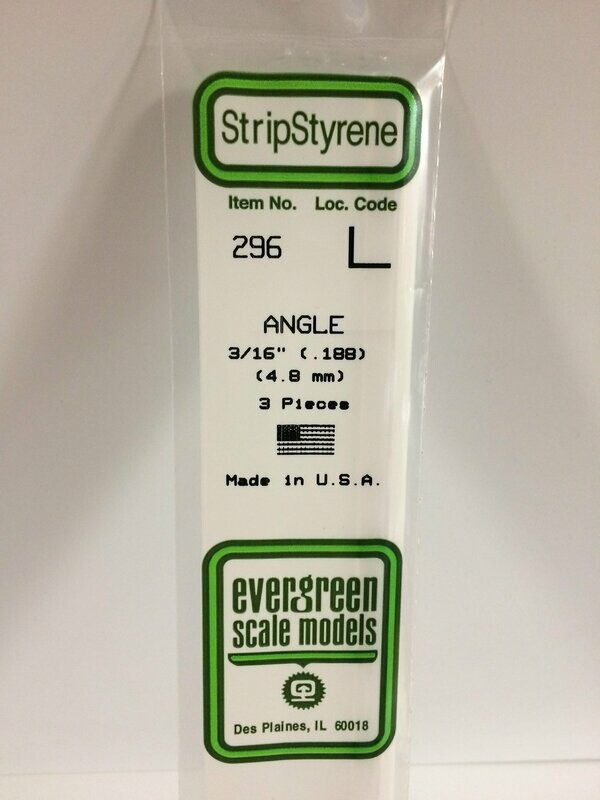 StripStyrene
Item No. Loc. Code
296 L
ANGLE
3/16" (.188)
(4.8 mm)
3 Pieces
Made in U.S.A.
evergreen
scale models
Des Plaines, IL 60018